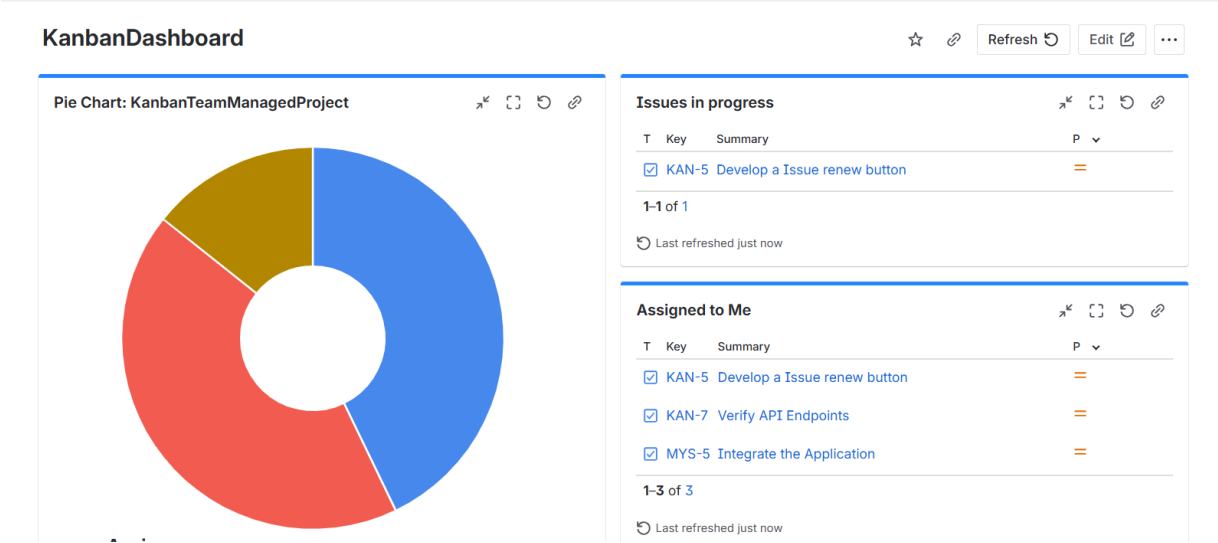 KanbanDashboard
Refresh
Edit
Pie Chart: KanbanTeamManagedProject
Issues in progress
T Key Summary P
KAN-5 Develop a Issue renew button
1–1 of 1
Last refreshed just now
Assigned to Me
T Key Summary P
KAN-5 Develop a Issue renew button
KAN-7 Verify API Endpoints
MYS-5 Integrate the Application
1–3 of 3
Last refreshed just now